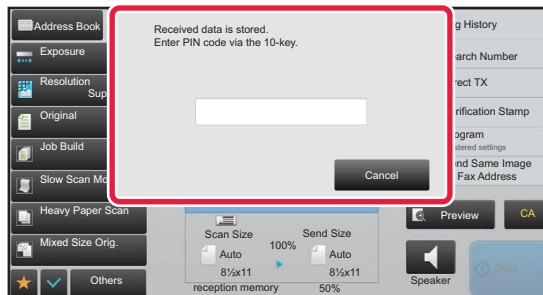 Address Book
Exposure
Resolution
Sup
Original
Job Build
Slow Scan Mo
Heavy Paper Scan
Mixed Size Orig.
Others
Received data is stored.
Enter PIN code via the 10-key.
Cancel
g History
earch Number
rect TX
rification Stamp
ogram
stered settings
end Same Image
Fax Address
Preview
CA
Scan Size
Send Size
100%
Auto
Auto
8½x11
8½x11
reception memory
50%
Speaker
Start